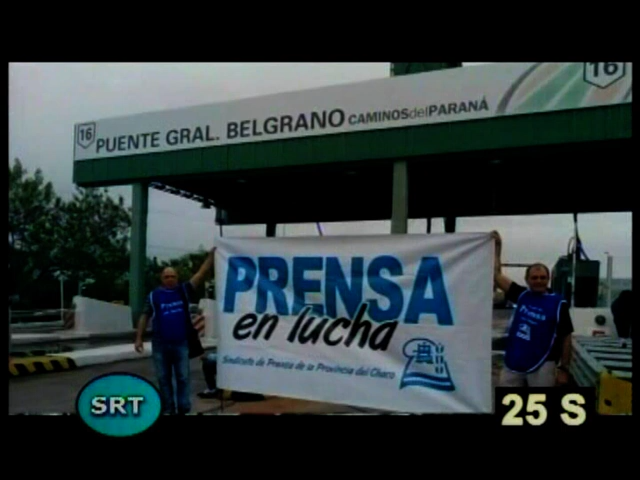 16 PUENTE GRAL. BELGRANO CAMINOSdelPARANÁ 16
PRENSA
en lucha
Sindicato de Prensa de la Provincia del Chaco
Prensa
SRT
25 S